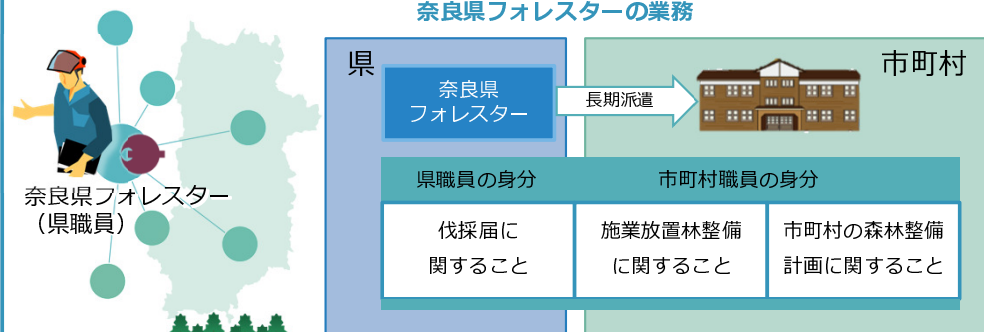 奈良県フォレスターの業務
県
市町村
奈良県
フォレスター
長期派遣
奈良県フォレスター
（県職員）
県職員の身分
市町村職員の身分
伐採届に
関すること
施業放置林整備
に関すること
市町村の森林整備
計画に関すること